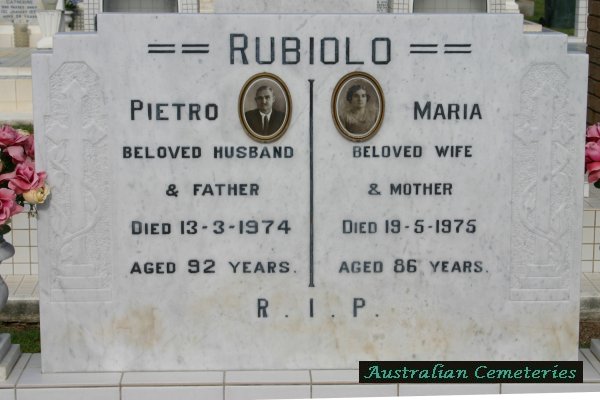 CATHERINE
== RUBIOLO ==
PIETRO
BELOVED HUSBAND
& FATHER
DIED 13-3-1974
AGED 92 YEARS.
MARIA
BELOVED WIFE
& MOTHER
DIED 19-5-1975
AGED 86 YEARS.
R. I. P.
Australian Cemeteries